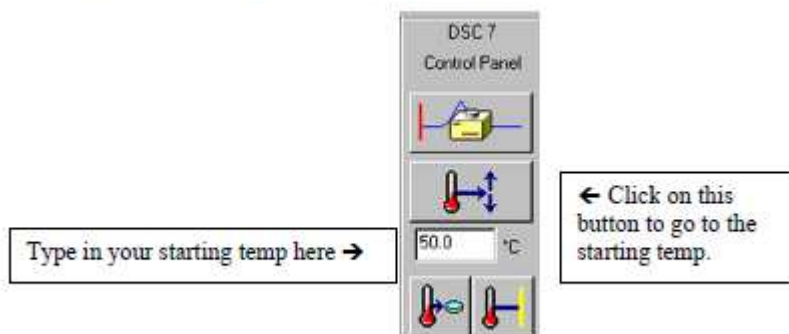 DSC 7
Control Panel
← Click on this
button to go to the
starting temp.
Type in your starting temp here →
50.0 °C